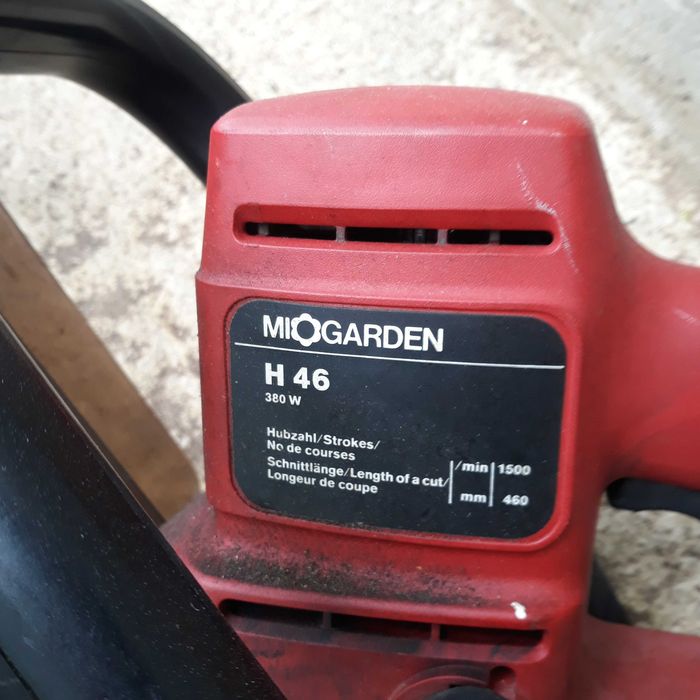 MIOGARDEN
H 46
380 W
Hubzahl/Strokes/
No de courses /min 1500
Schnittlänge/Length of a cut/
Longeur de coupe mm 460